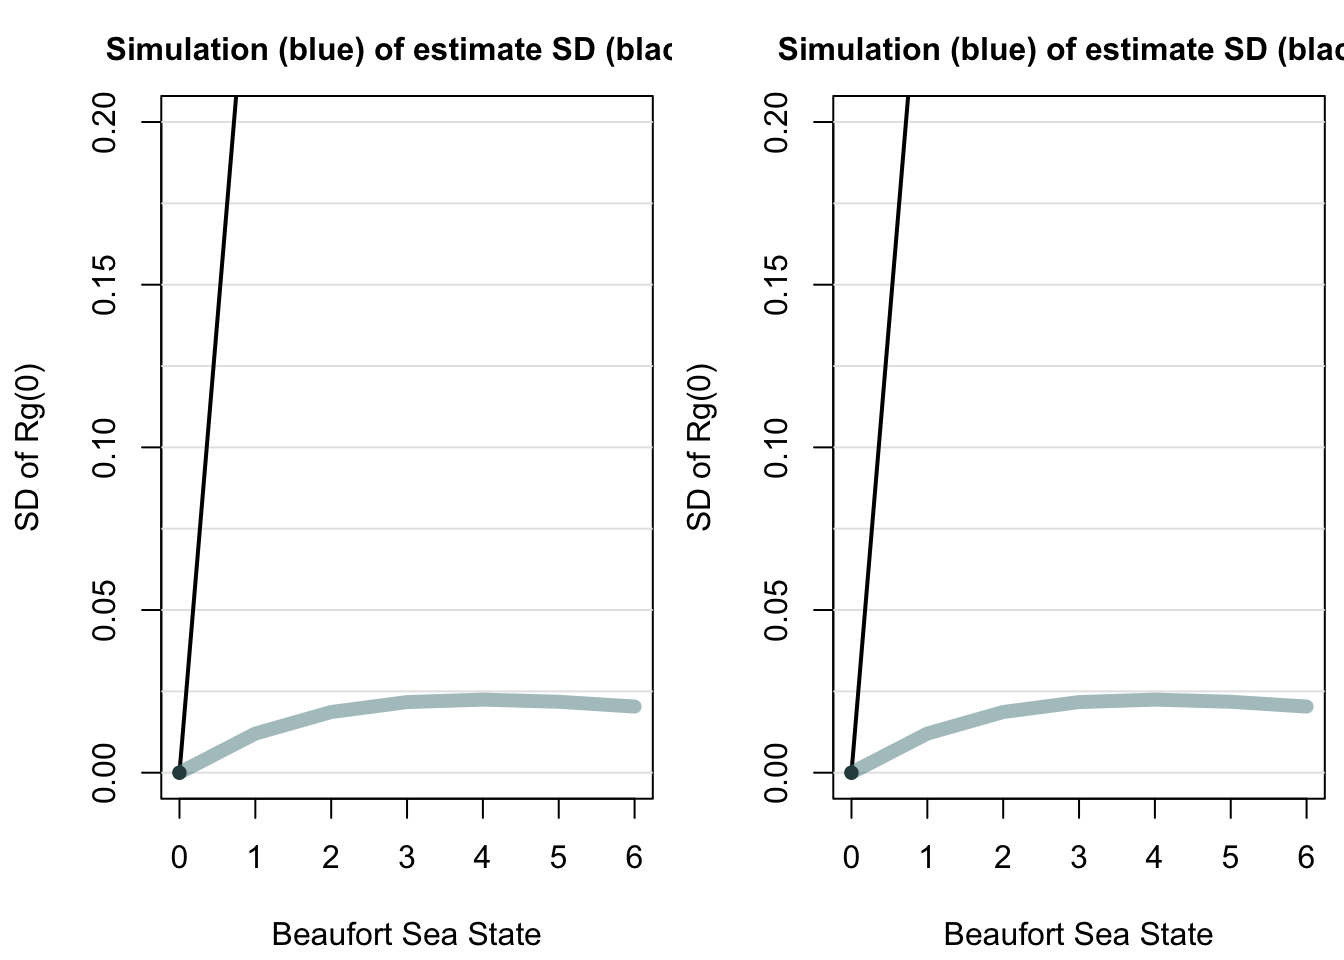 Simulation (blue) of estimate SD (blac
SD of Rg(0)
0.20
0.15
0.10
0.05
0.00
0 1 2 3 4 5 6
Beaufort Sea State
Simulation (blue) of estimate SD (blac
SD of Rg(0)
0.20
0.15
0.10
0.05
0.00
0 1 2 3 4 5 6
Beaufort Sea State